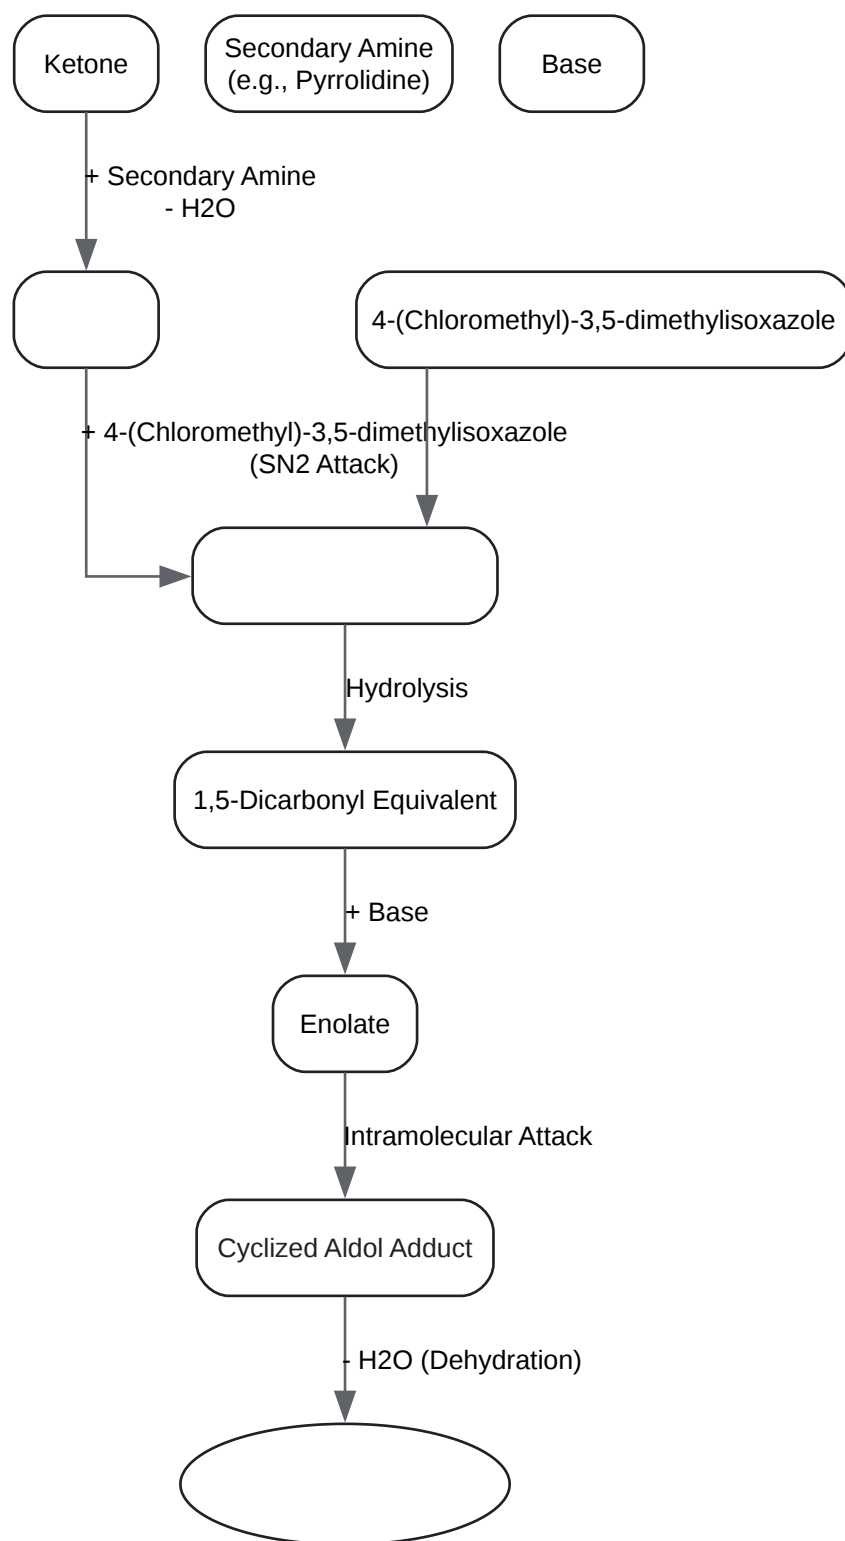 Ketone
Secondary Amine
(e.g., Pyrrolidine)
Base
+ Secondary Amine
- H2O
4-(Chloromethyl)-3,5-dimethylisoxazole
+ 4-(Chloromethyl)-3,5-dimethylisoxazole
(SN2 Attack)
Hydrolysis
1,5-Dicarbonyl Equivalent
+ Base
Enolate
Intramolecular Attack
Cyclized Aldol Adduct
- H2O (Dehydration)